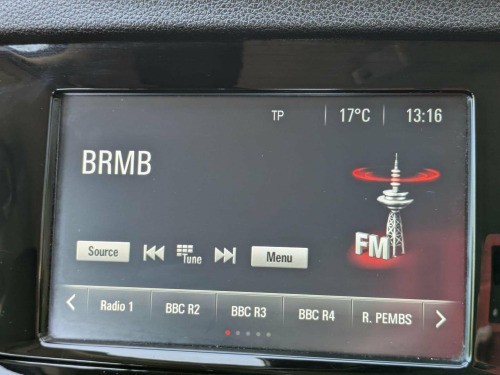 TP 17°C 13:16
BRMB
FM
Source Tune Menu
Radio 1 BBC R2 BBC R3 BBC R4 R. PEMBS